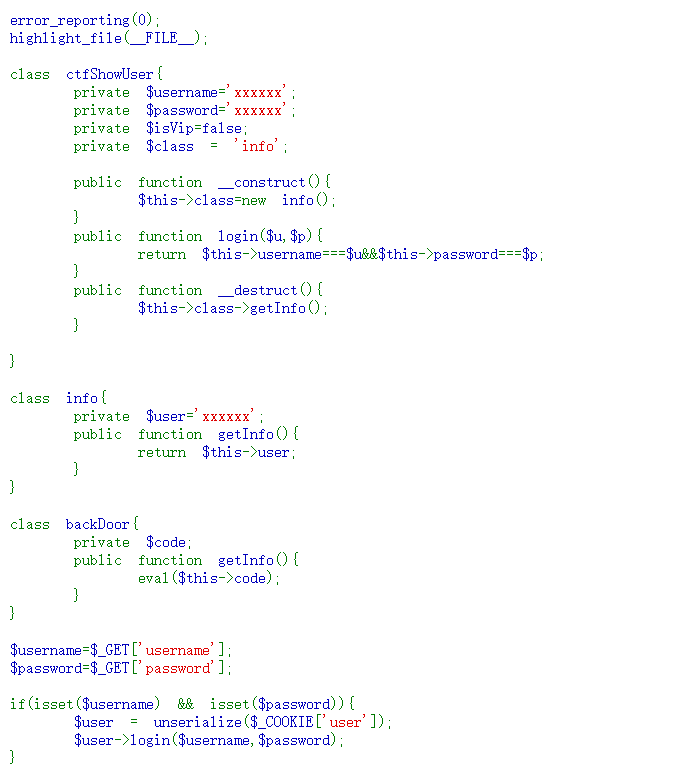 error_reporting(0);
highlight_file(__FILE__);
class ctfShowUser{
private $username='xxxxxx';
private $password='xxxxxx';
private $isVip=false;
private $class = 'info';
public function __construct(){
$this->class=new info();
}
public function login($u,$p){
return $this->username===$u&&$this->password===$p;
}
public function __destruct(){
$this->class->getInfo();
}
}
class info{
private $user='xxxxxx';
public function getInfo(){
return $this->user;
}
}
class backDoor{
private $code;
public function getInfo(){
eval($this->code);
}
}
$username=$_GET['username'];
$password=$_GET['password'];
if(isset($username) && isset($password)){
$user = unserialize($_COOKIE['user']);
$user->login($username,$password);
}